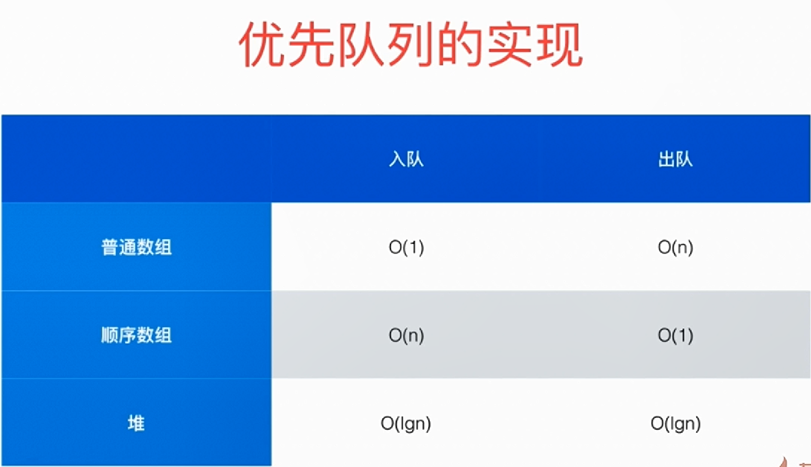 优先队列的实现
入队 出队
普通数组 O(1) O(n)
顺序数组 O(n) O(1)
堆 O(lgn) O(lgn)